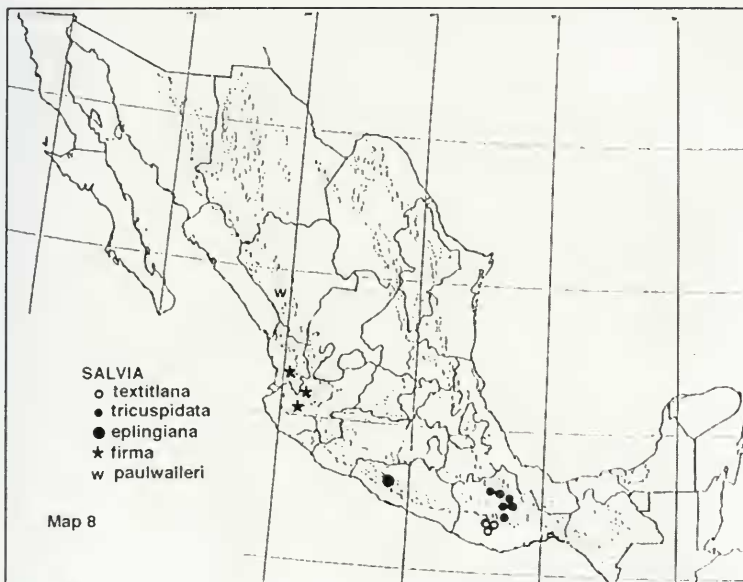 w
SALVIA
textitlana
tricuspidata
eplingiana
firma
w paulwalleri
Map 8